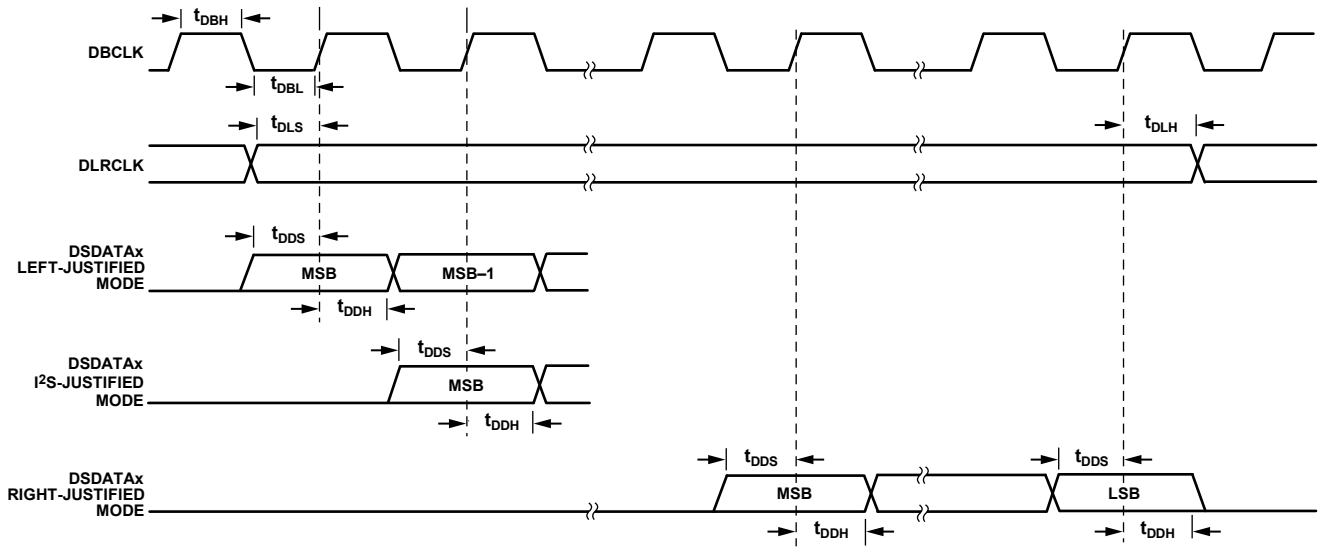 tDBH
DBCLK
tDBL
tDLS
tDLH
DLRCLK
tDDS
DSDATAx
LEFT-JUSTIFIED
MODE
MSB
MSB–1
tDDH
tDDS
DSDATAx
I²S-JUSTIFIED
MODE
MSB
tDDH
tDDS
tDDS
DSDATAx
RIGHT-JUSTIFIED
MODE
MSB
LSB
tDDH
tDDH